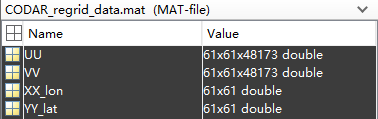 CODAR_regrid_data.mat (MAT-file)
Name Value
UU 61x61x48173 double
VV 61x61x48173 double
XX_lon 61x61 double
YY_lat 61x61 double